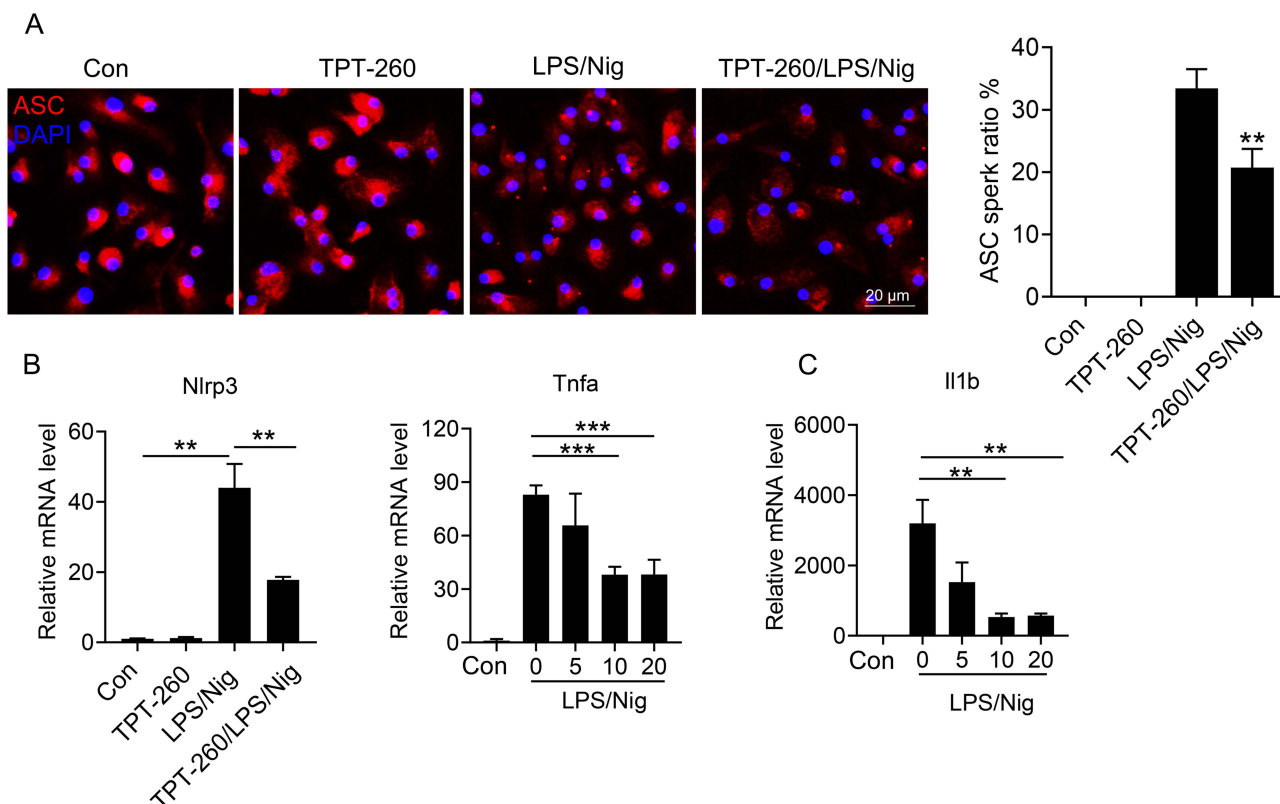 A
Con
TPT-260
LPS/Nig
TPT-260/LPS/Nig
ASC
DAPI
20 µm
ASC sperk ratio %
40
30
20
10
0
**
Con
TPT-260
LPS/Nig
TPT-260/LPS/Nig
B
Nlrp3
Relative mRNA level
60
40
20
0
**
**
Con
TPT-260
LPS/Nig
TPT-260/LPS/Nig
Tnfa
Relative mRNA level
120
90
60
30
0
***
***
Con 0 5 10 20
LPS/Nig
C
Il1b
Relative mRNA level
6000
4000
2000
0
**
**
Con 0 5 10 20
LPS/Nig